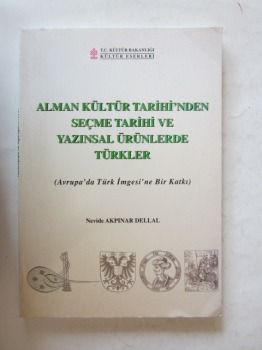 T.C. KÜLTÜR BAKANLIĞI
KÜLTÜR ESERLERİ
ALMAN KÜLTÜR TARİHİ'NDEN
SEÇME TARİHİ VE
YAZINSAL ÜRÜNLERDE
TÜRKLER
(Avrupa'da Türk İmgesi'ne Bir Katkı)
Nevide AKPINAR DELLAL